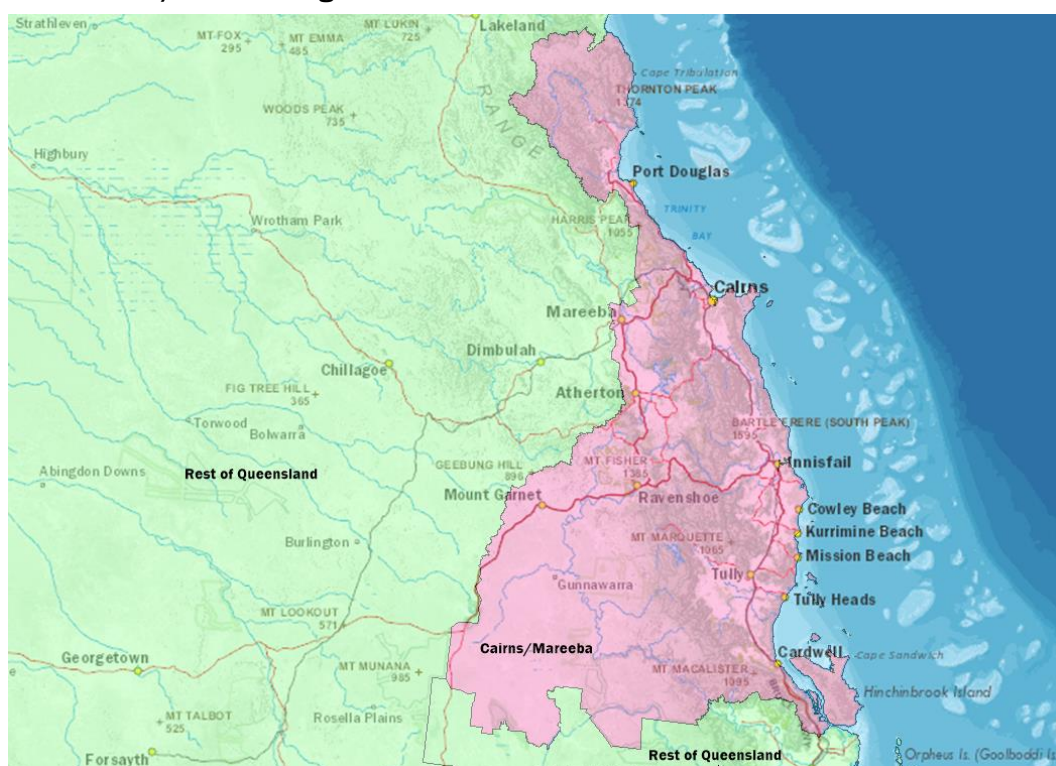 Strathleven
MT FOX
295
MT EMMA
485
MT LUKIN
725
Lakeland
Cape Tribulation
THORNTON PEAK
1374
WOODS PEAK
735
RANGE
Highbury
Port Douglas
Wrotham Park
HARRIS PEAK
1055
TRINITY
BAY
Cairns
Mareeba
Dimbulah
Chillagoe
FIG TREE HILL
365
Atherton
Torwood
Bolwarra
BARTLE FRERE (SOUTH PEAK)
1595
Abingdon Downs
Rest of Queensland
GEEBUNG HILL
896
MT FISHER
1385
Innisfail
Mount Garnet
Ravenshoe
Cowley Beach
Kurrimine Beach
MT MARQUETTE
1065
Mission Beach
Burlington
Gunnawarra
Tully
Tully Heads
MT LOOKOUT
571
Georgetown
Cairns/Mareeba
MT MUNANA
985
MT MACALISTER
1095
Cardwell
Cape Sandwich
Hinchinbrook Island
MT TALBOT
525
Rosella Plains
Forsayth
Rest of Queensland
Orpheus Is. (Goolboddi Is